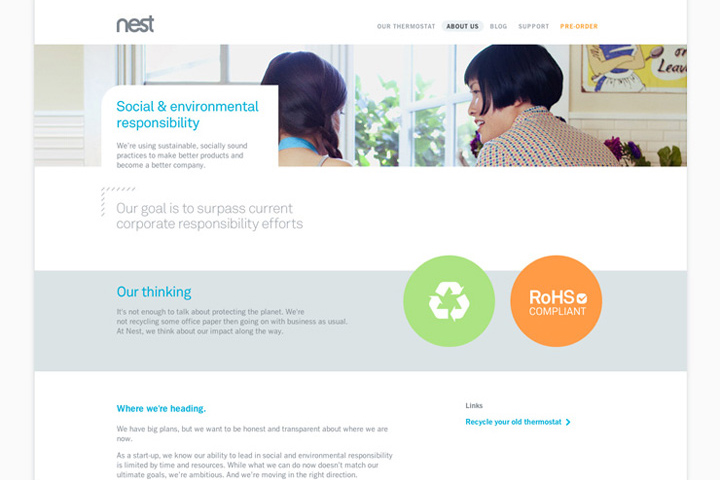 nest
OUR THERMOSTAT ABOUT US BLOG SUPPORT PRE-ORDER
or
Leav
Social & environmental
responsibility
We're using sustainable, socially sound
practices to make better products and
become a better company.
Our goal is to surpass current
corporate responsibility efforts
Our thinking
It's not enough to talk about protecting the planet. We're
not recycling some office paper then going on with business as usual.
At Nest, we think about our impact along the way.
RoHS
COMPLIANT
Where we're heading.
We have big plans, but we want to be honest and transparent about where we are
now.
As a start-up, we know our ability to lead in social and environmental responsibility
is limited by time and resources. While what we can do now doesn't match our
ultimate goals, we're ambitious. And we're moving in the right direction.
Links
Recycle your old thermostat